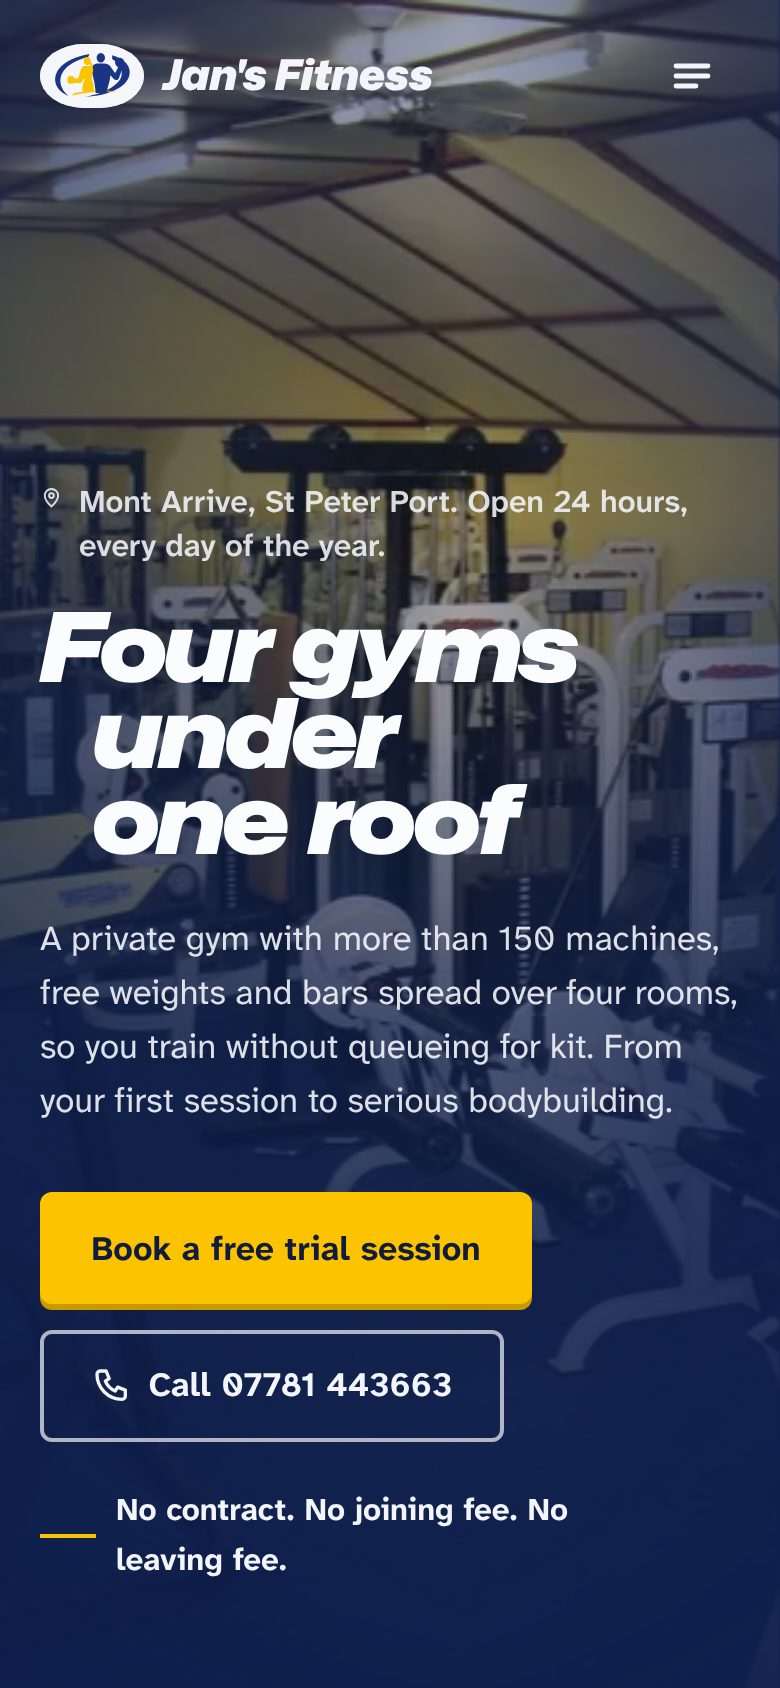 Jan's Fitness
Mont Arrive, St Peter Port. Open 24 hours,
every day of the year.
Four gyms
under
one roof
A private gym with more than 150 machines,
free weights and bars spread over four rooms,
so you train without queueing for kit. From
your first session to serious bodybuilding.
Book a free trial session
Call 07781 443663
No contract. No joining fee. No
leaving fee.